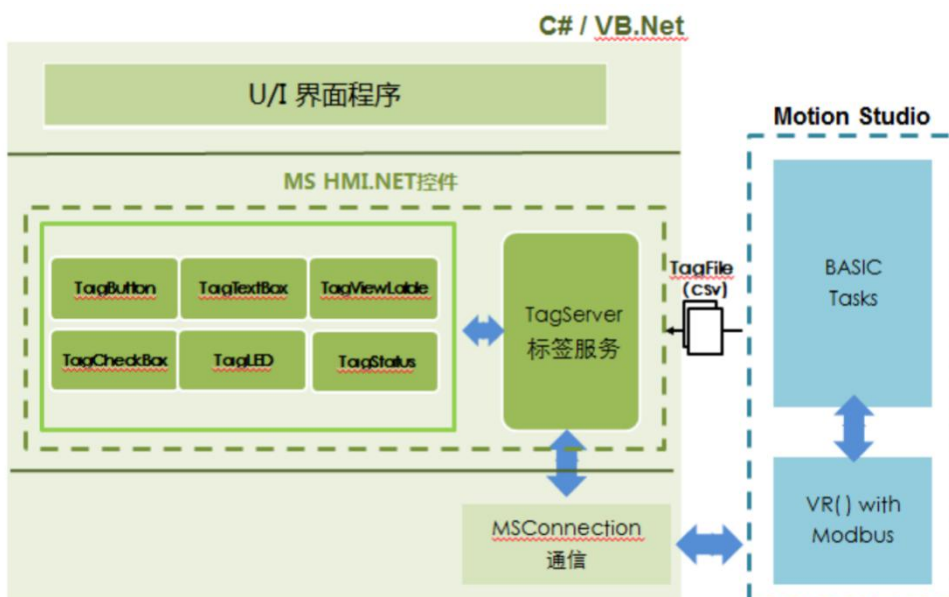 C# / VB.Net
U/I 界面程序
MS HMI.NET控件
TagButton
TagTextBox
TagViewLable
TagCheckBox
TagLED
TagStatus
TagServer
标签服务
TagFile
(CSv)
MSConnection
通信
Motion Studio
BASIC
Tasks
VR( ) with
Modbus